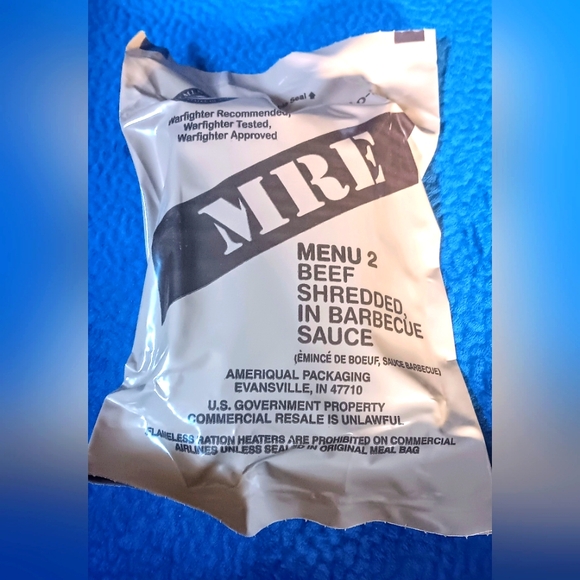 Seal
Warfighter Recommended,
Warfighter Tested,
Warfighter Approved
MRE
MENU 2
BEEF
SHREDDED,
IN BARBECUE
SAUCE
(ÉMINCÉ DE BOEUF, SAUCE BARBECUE)
AMERIQUAL PACKAGING
EVANSVILLE, IN 47710
U.S. GOVERNMENT PROPERTY
COMMERCIAL RESALE IS UNLAWFUL
FLAMELESS RATION HEATERS ARE PROHIBITED ON COMMERCIAL
AIRLINES UNLESS SEALED IN ORIGINAL MEAL BAG